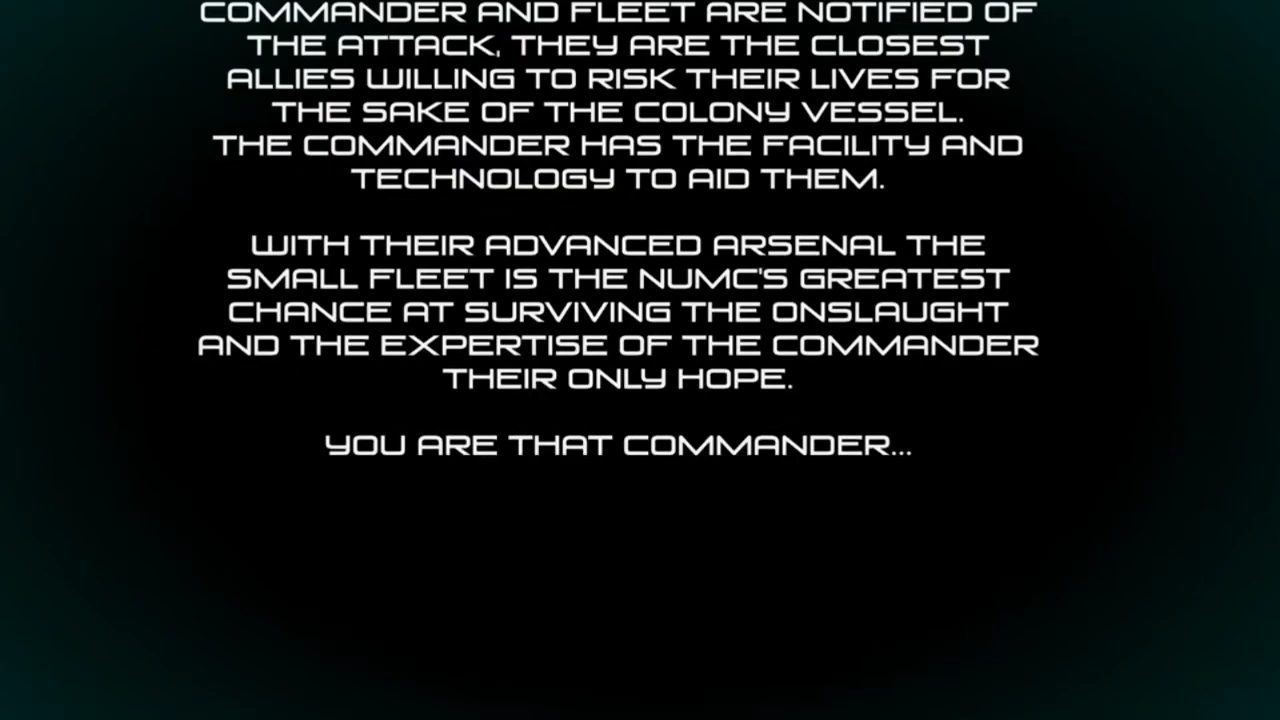 COMMANDER AND FLEET ARE NOTIFIED OF
THE ATTACK, THEY ARE THE CLOSEST
ALLIES WILLING TO RISK THEIR LIVES FOR
THE SAKE OF THE COLONY VESSEL.
THE COMMANDER HAS THE FACILITY AND
TECHNOLOGY TO AID THEM.
WITH THEIR ADVANCED ARSENAL THE
SMALL FLEET IS THE NUMC'S GREATEST
CHANCE AT SURVIVING THE ONSLAUGHT
AND THE EXPERTISE OF THE COMMANDER
THEIR ONLY HOPE.
YOU ARE THAT COMMANDER...